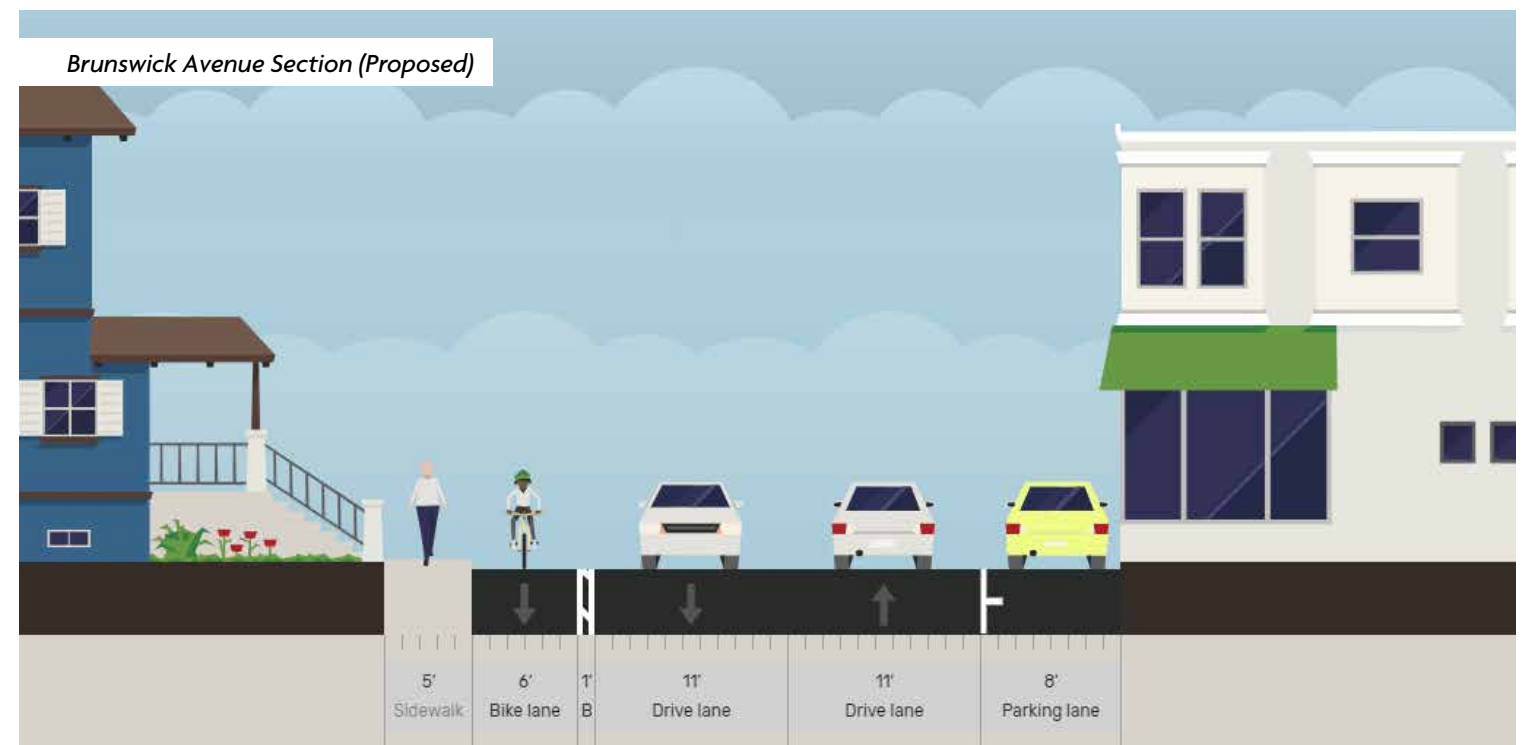 Brunswick Avenue Section (Proposed)
5' 6' 1' 11' 11' 8'
Sidewalk Bike lane B Drive lane Drive lane Parking lane